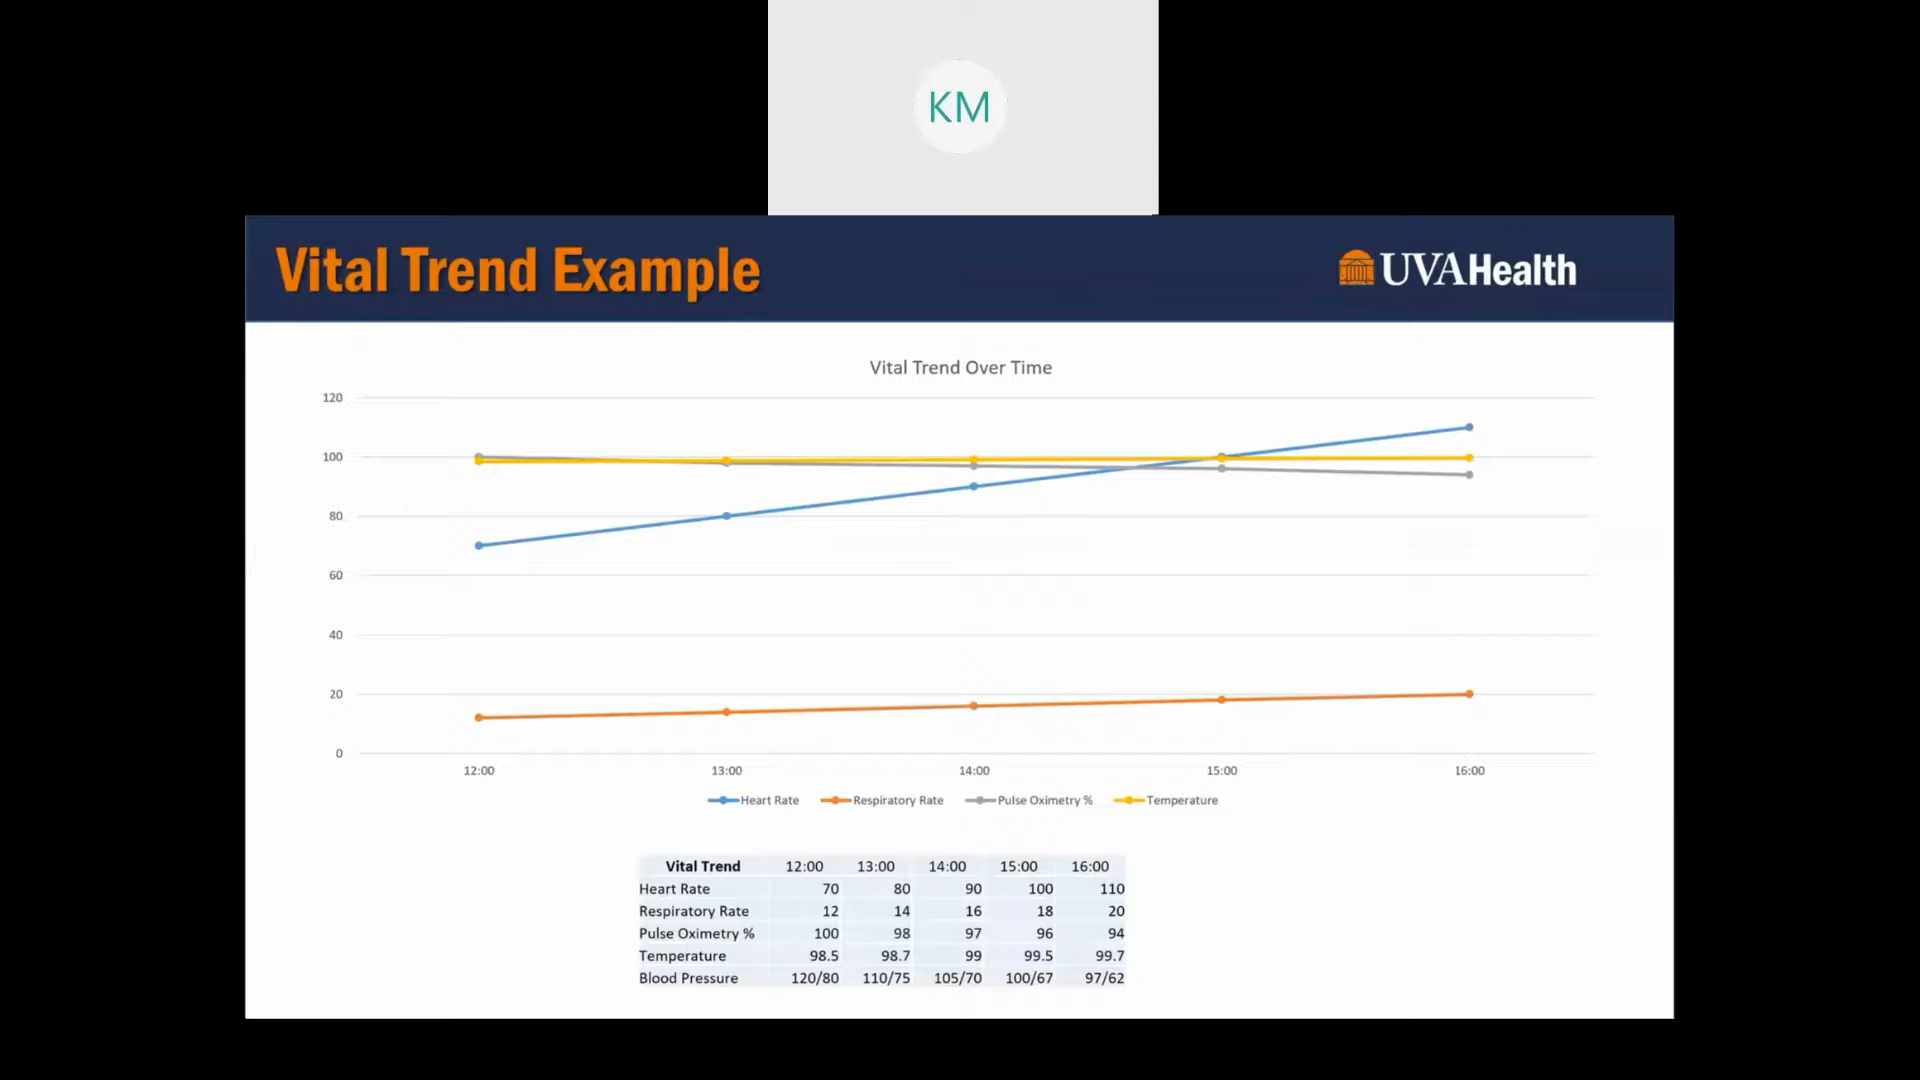 KM
Vital Trend Example
UVAHealth
Vital Trend Over Time
120
100
80
60
40
20
0
12:00 13:00 14:00 15:00 16:00
Heart Rate Respiratory Rate Pulse Oximetry % Temperature
Vital Trend 12:00 13:00 14:00 15:00 16:00
Heart Rate 70 80 90 100 110
Respiratory Rate 12 14 16 18 20
Pulse Oximetry % 100 98 97 96 94
Temperature 98.5 98.7 99 99.5 99.7
Blood Pressure 120/80 110/75 105/70 100/67 97/62